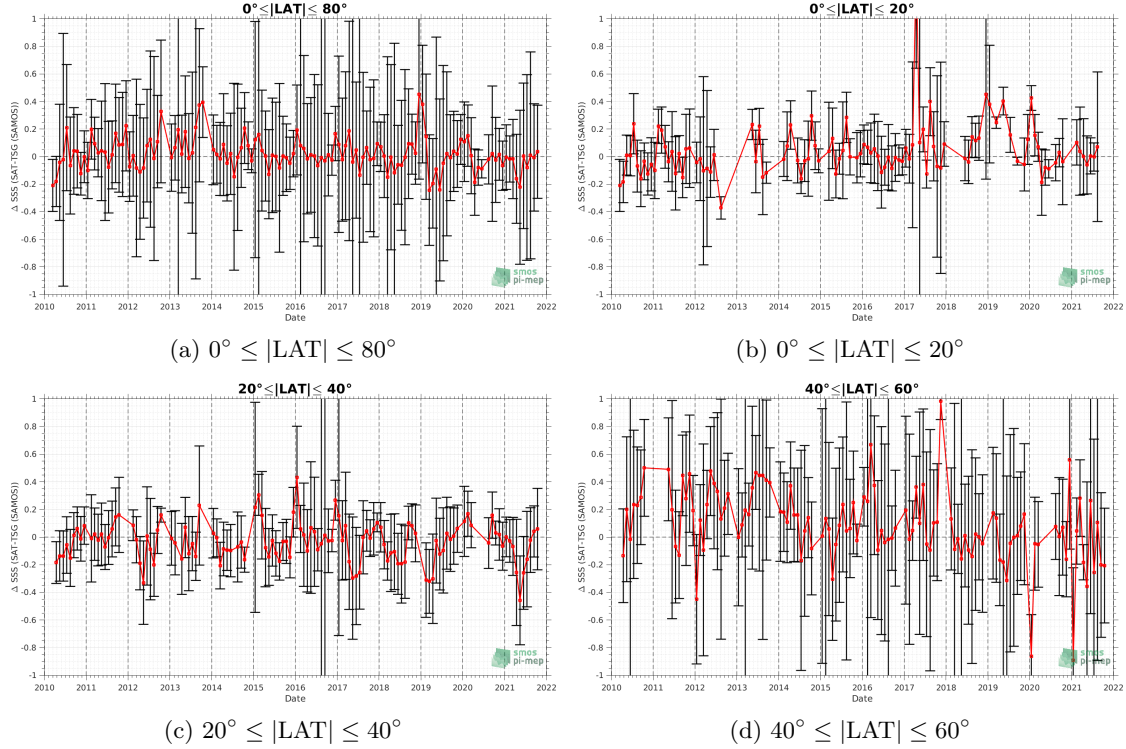 0°≤|LAT|≤ 80°
Δ SSS (SAT-TSG (SAMOS))
1
0.8
0.6
0.4
0.2
0
-0.2
-0.4
-0.6
-0.8
-1
smos
pi-mep
2010 2011 2012 2013 2014 2015 2016 2017 2018 2019 2020 2021 2022
Date
(a) 0° ≤ |LAT| ≤ 80°
0°≤|LAT|≤ 20°
Δ SSS (SAT-TSG (SAMOS))
1
0.8
0.6
0.4
0.2
0
-0.2
-0.4
-0.6
-0.8
-1
smos
pi-mep
2010 2011 2012 2013 2014 2015 2016 2017 2018 2019 2020 2021 2022
Date
(b) 0° ≤ |LAT| ≤ 20°
20°≤|LAT|≤ 40°
Δ SSS (SAT-TSG (SAMOS))
1
0.8
0.6
0.4
0.2
0
-0.2
-0.4
-0.6
-0.8
-1
smos
pi-mep
2010 2011 2012 2013 2014 2015 2016 2017 2018 2019 2020 2021 2022
Date
(c) 20° ≤ |LAT| ≤ 40°
40°≤|LAT|≤ 60°
Δ SSS (SAT-TSG (SAMOS))
1
0.8
0.6
0.4
0.2
0
-0.2
-0.4
-0.6
-0.8
-1
smos
pi-mep
2010 2011 2012 2013 2014 2015 2016 2017 2018 2019 2020 2021 2022
Date
(d) 40° ≤ |LAT| ≤ 60°